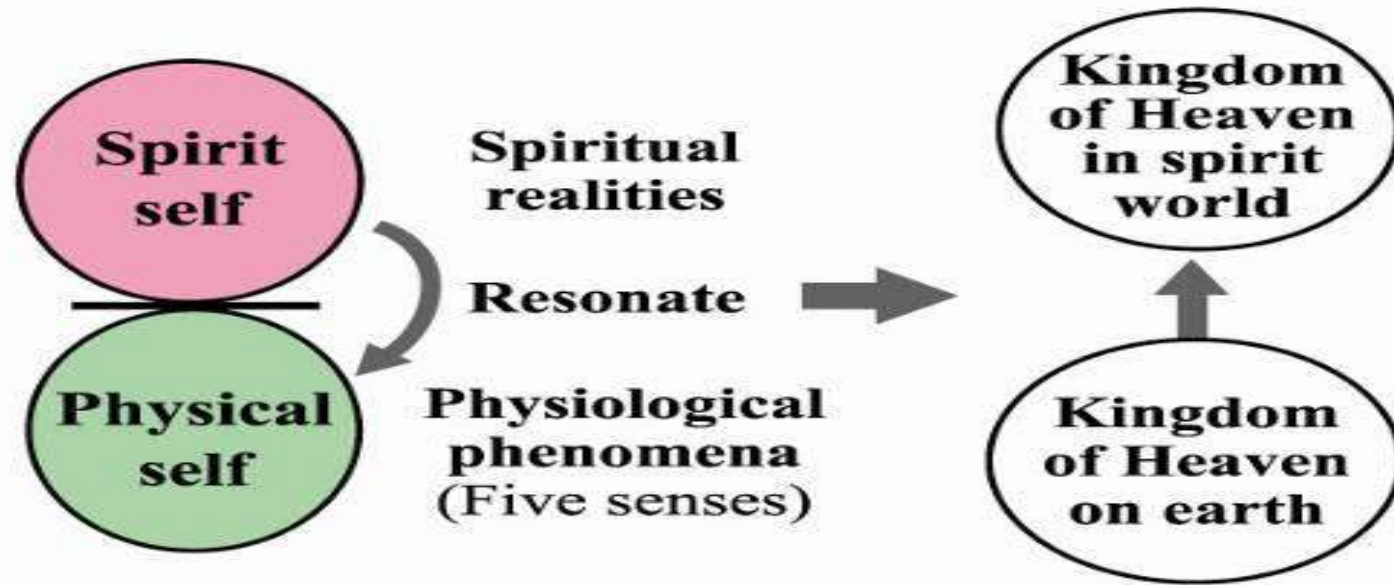 Spirit
self
Spiritual
realities
Resonate
Physical
self
Physiological
phenomena
(Five senses)
Kingdom
of Heaven
in spirit
world
Kingdom
of Heaven
on earth